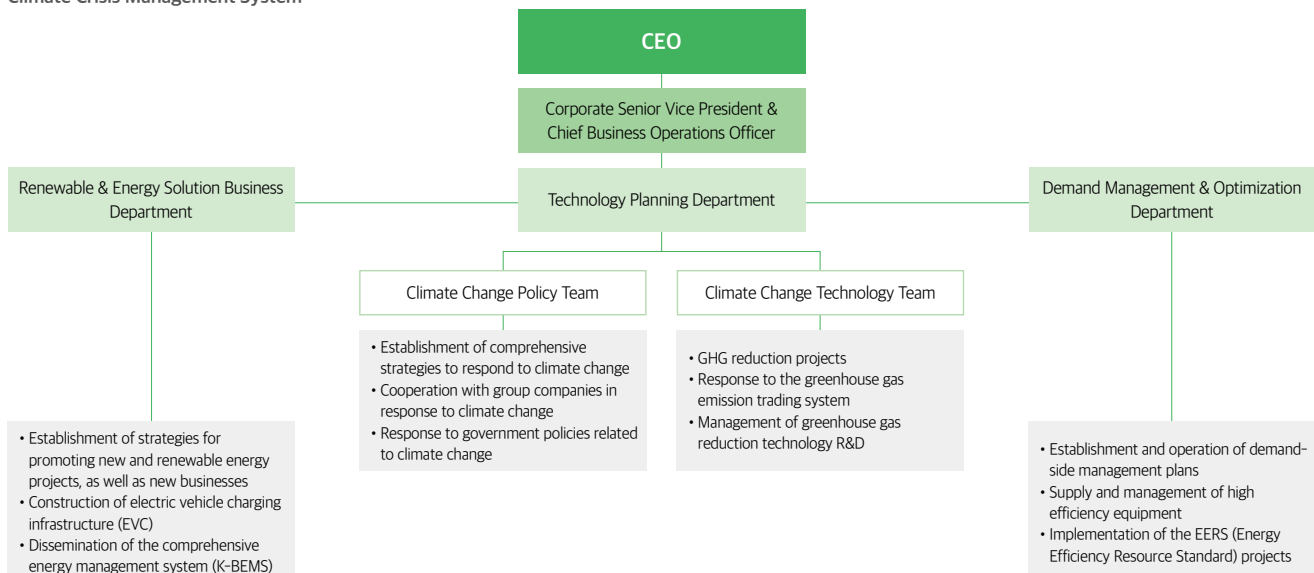 Climate Crisis Management System
CEO
Corporate Senior Vice President &
Chief Business Operations Officer
Renewable & Energy Solution Business
Department
Technology Planning Department
Demand Management & Optimization
Department
Climate Change Policy Team
Climate Change Technology Team
• Establishment of comprehensive
strategies to respond to climate change
• Cooperation with group companies in
response to climate change
• Response to government policies related
to climate change
• GHG reduction projects
• Response to the greenhouse gas
emission trading system
• Management of greenhouse gas
reduction technology R&D
• Establishment of strategies for
promoting new and renewable energy
projects, as well as new businesses
• Construction of electric vehicle charging
infrastructure (EVC)
• Dissemination of the comprehensive
energy management system (K-BEMS)
• Establishment and operation of demand-
side management plans
• Supply and management of high
efficiency equipment
• Implementation of the EERS (Energy
Efficiency Resource Standard) projects